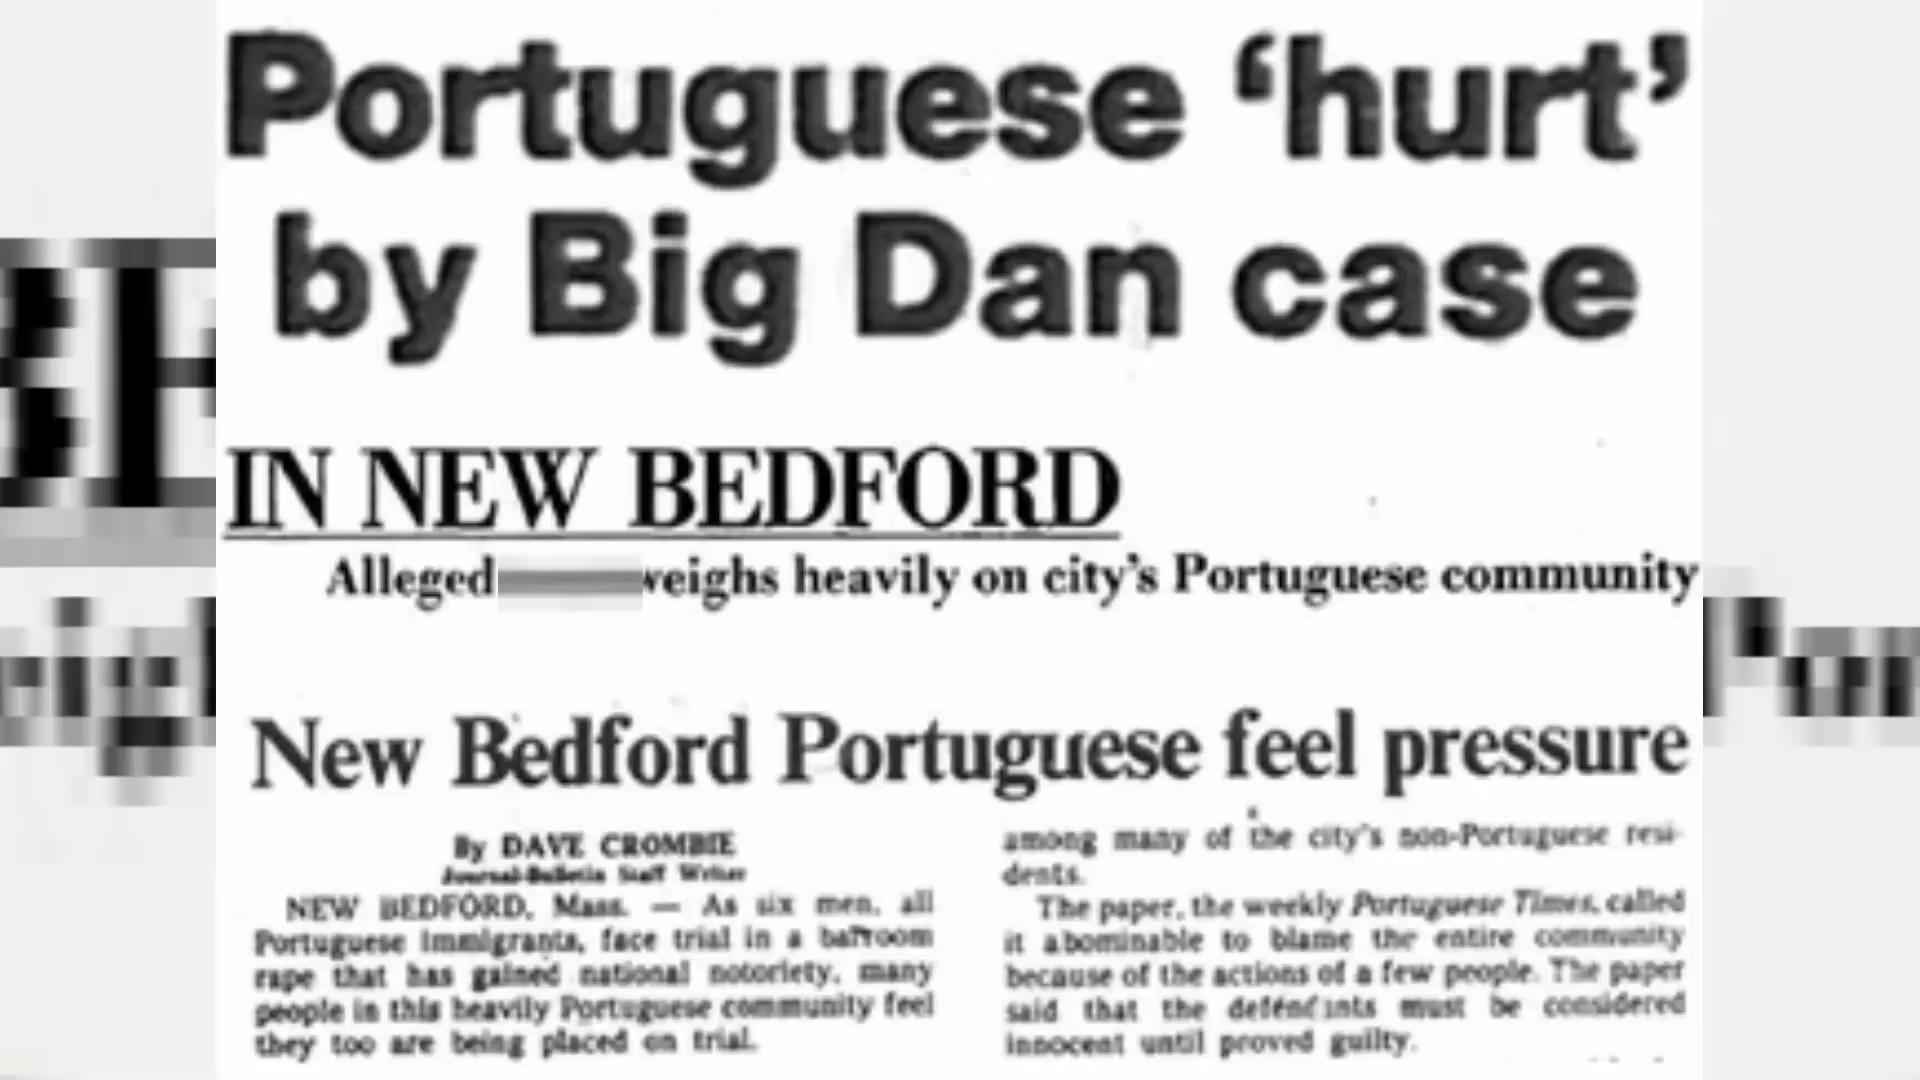 Portuguese ‘hurt’
by Big Dan case
IN NEW BEDFORD
Alleged weighs heavily on city’s Portuguese community
New Bedford Portuguese feel pressure
By DAVE CROMBIE
Journal-Bulletin Staff Writer
NEW BEDFORD, Mass. — As six men, all
Portuguese immigrants, face trial in a barroom
rape that has gained national notoriety, many
people in this heavily Portuguese community feel
they too are being placed on trial.
among many of the city’s non-Portuguese resi-
dents.
The paper, the weekly Portuguese Times, called
it abominable to blame the entire community
because of the actions of a few people. The paper
said that the defendants must be considered
innocent until proved guilty.